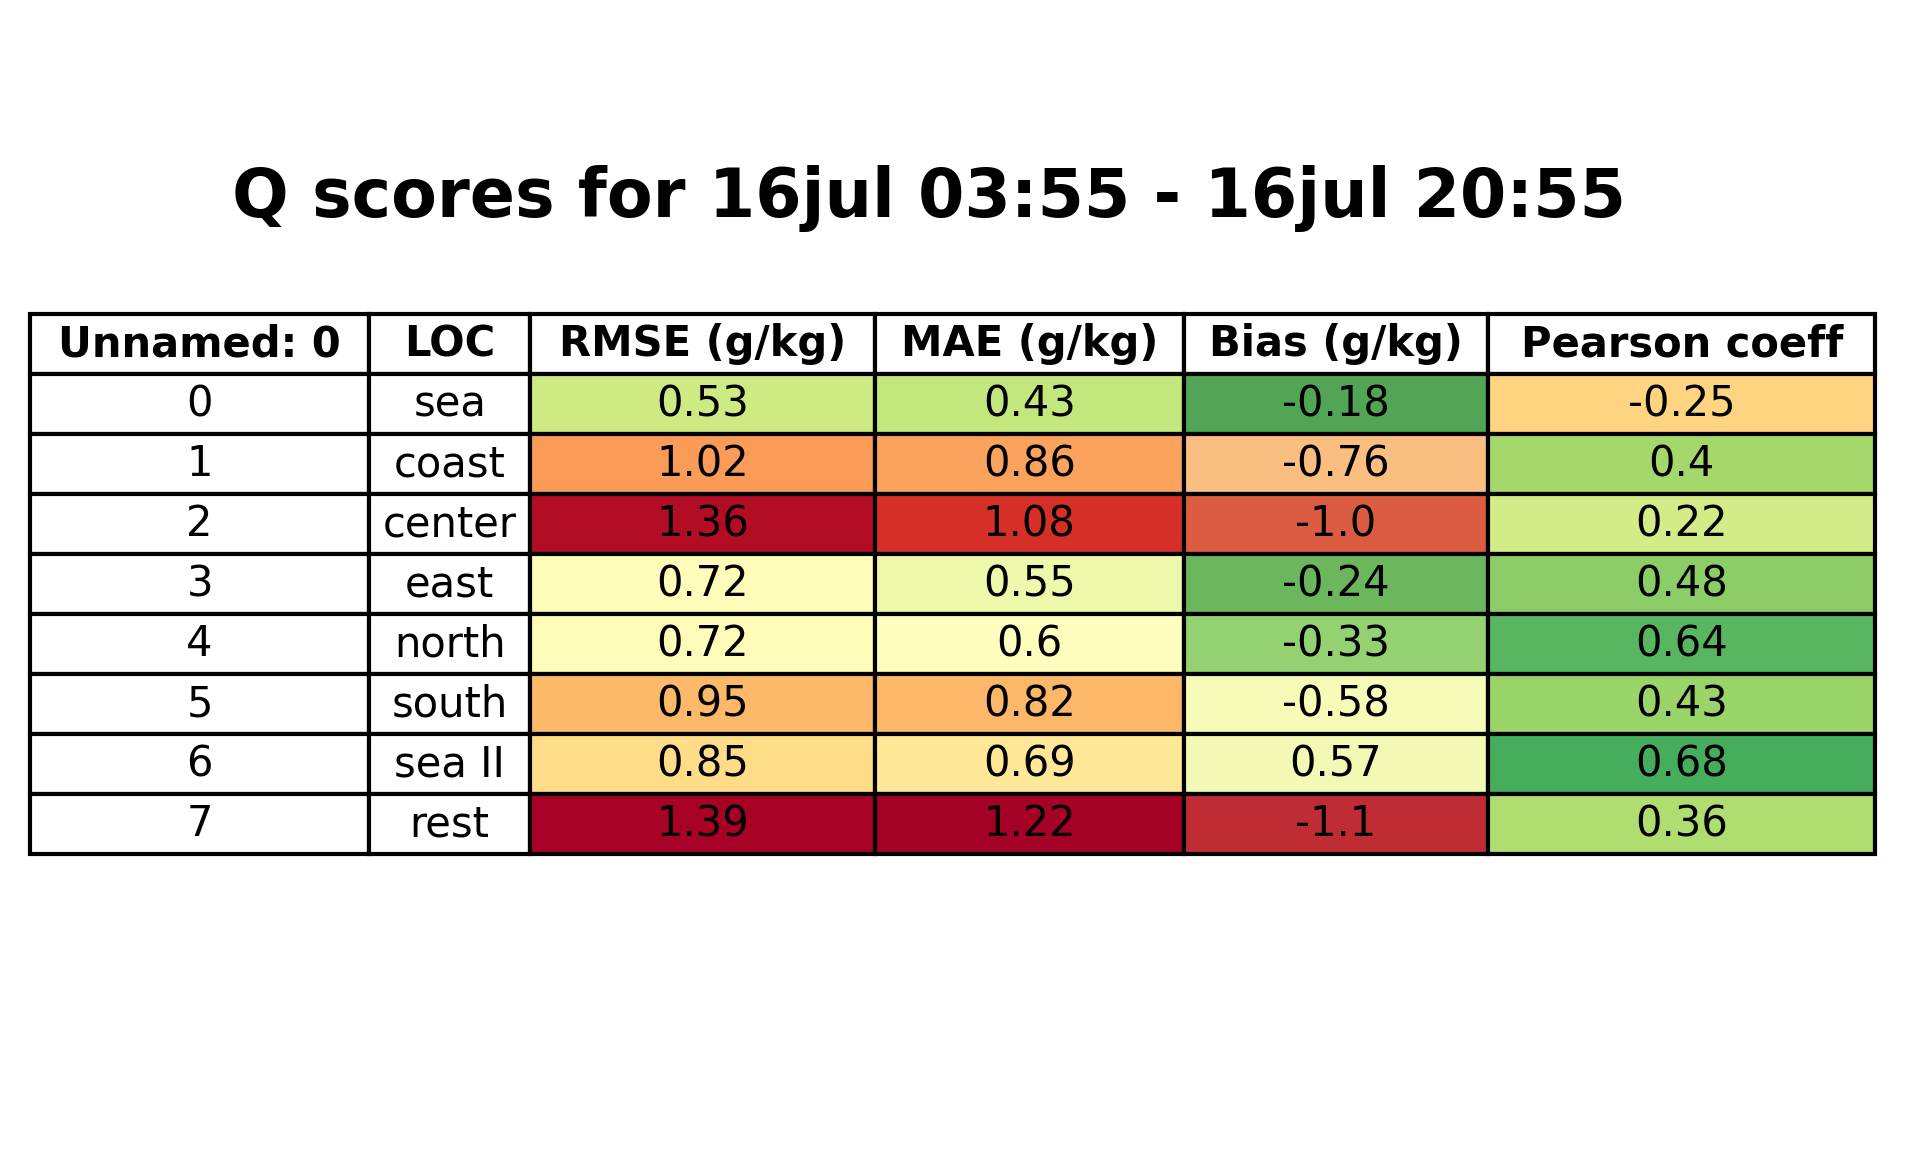 Q scores for 16jul 03:55 - 16jul 20:55
Unnamed: 0 LOC RMSE (g/kg) MAE (g/kg) Bias (g/kg) Pearson coeff
0 sea 0.53 0.43 -0.18 -0.25
1 coast 1.02 0.86 -0.76 0.4
2 center 1.36 1.08 -1.0 0.22
3 east 0.72 0.55 -0.24 0.48
4 north 0.72 0.6 -0.33 0.64
5 south 0.95 0.82 -0.58 0.43
6 sea II 0.85 0.69 0.57 0.68
7 rest 1.39 1.22 -1.1 0.36